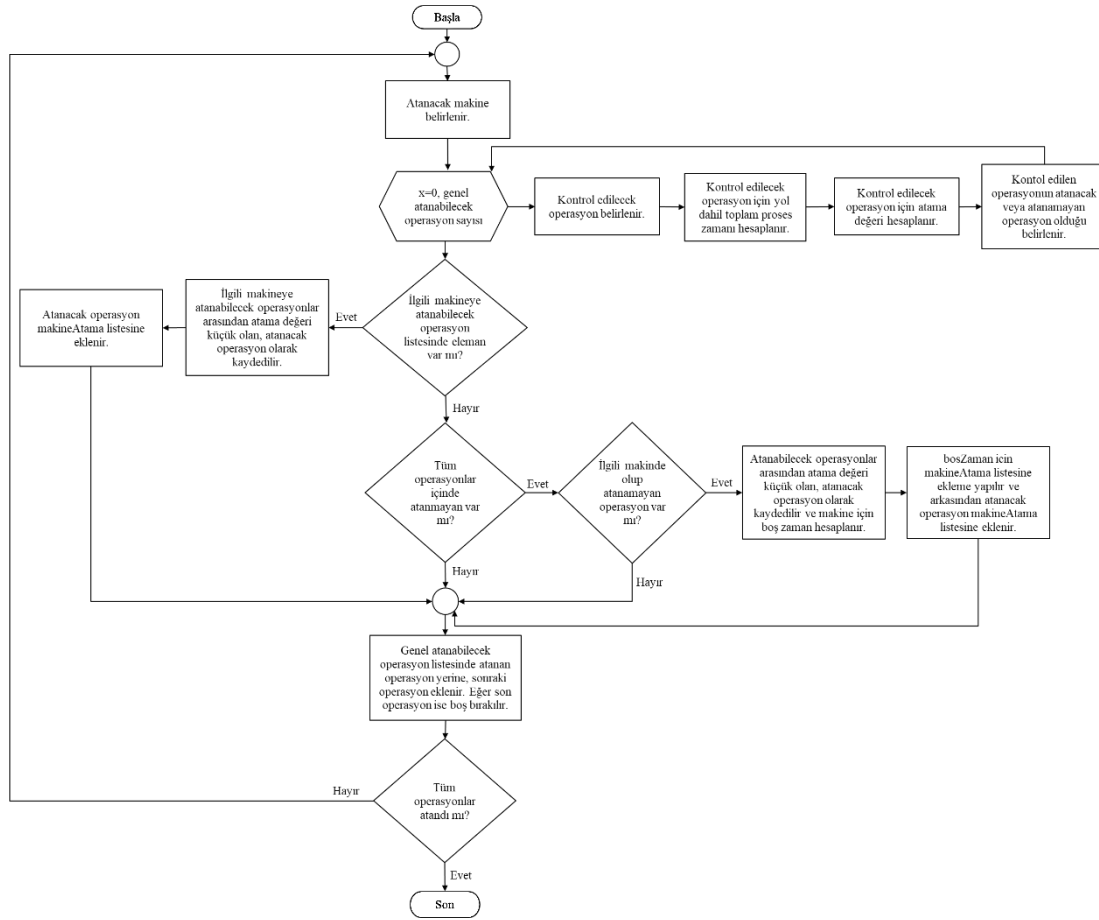 Başla
Atanacak makine
belirlenir.
x=0, genel
atanabilecek
operasyon sayısı
Kontrol edilecek
operasyon belirlenir.
Kontrol edilecek
operasyon için yol
dahil toplam proses
zamanı hesaplanır.
Kontrol edilecek
operasyon için atama
değeri hesaplanır.
Kontol edilen
operasyonun atanacak
veya atanamayan
operasyon olduğu
belirlenir.
İlgili makineye
atanabilecek
operasyon
listesinde eleman
var mı?
Evet
İlgili makineye
atanabilecek operasyonlar
arasından atama değeri
küçük olan, atanacak
operasyon olarak
kaydedilir.
Atanacak operasyon
makineAtama listesine
eklenir.
Hayır
Tüm
operasyonlar
içinde
atanmayan var
mı?
Evet
İlgili makinde
olup atanamayan
operasyon var
mı?
Evet
Atanabilecek operasyonlar
arasından atama değeri
küçük olan, atanacak
operasyon olarak
kaydedilir ve makine için
boş zaman hesaplanır.
bosZaman icin
makineAtama listesine
ekleme yapılır ve
arkasından atanacak
operasyon makineAtama
listesine eklenir.
Hayır
Hayır
Genel atanabilecek
operasyon listesinde atanan
operasyon yerine, sonraki
operasyon eklenir. Eğer son
operasyon ise boş bırakılır.
Tüm
operasyonlar
atandı mı?
Hayır
Evet
Son